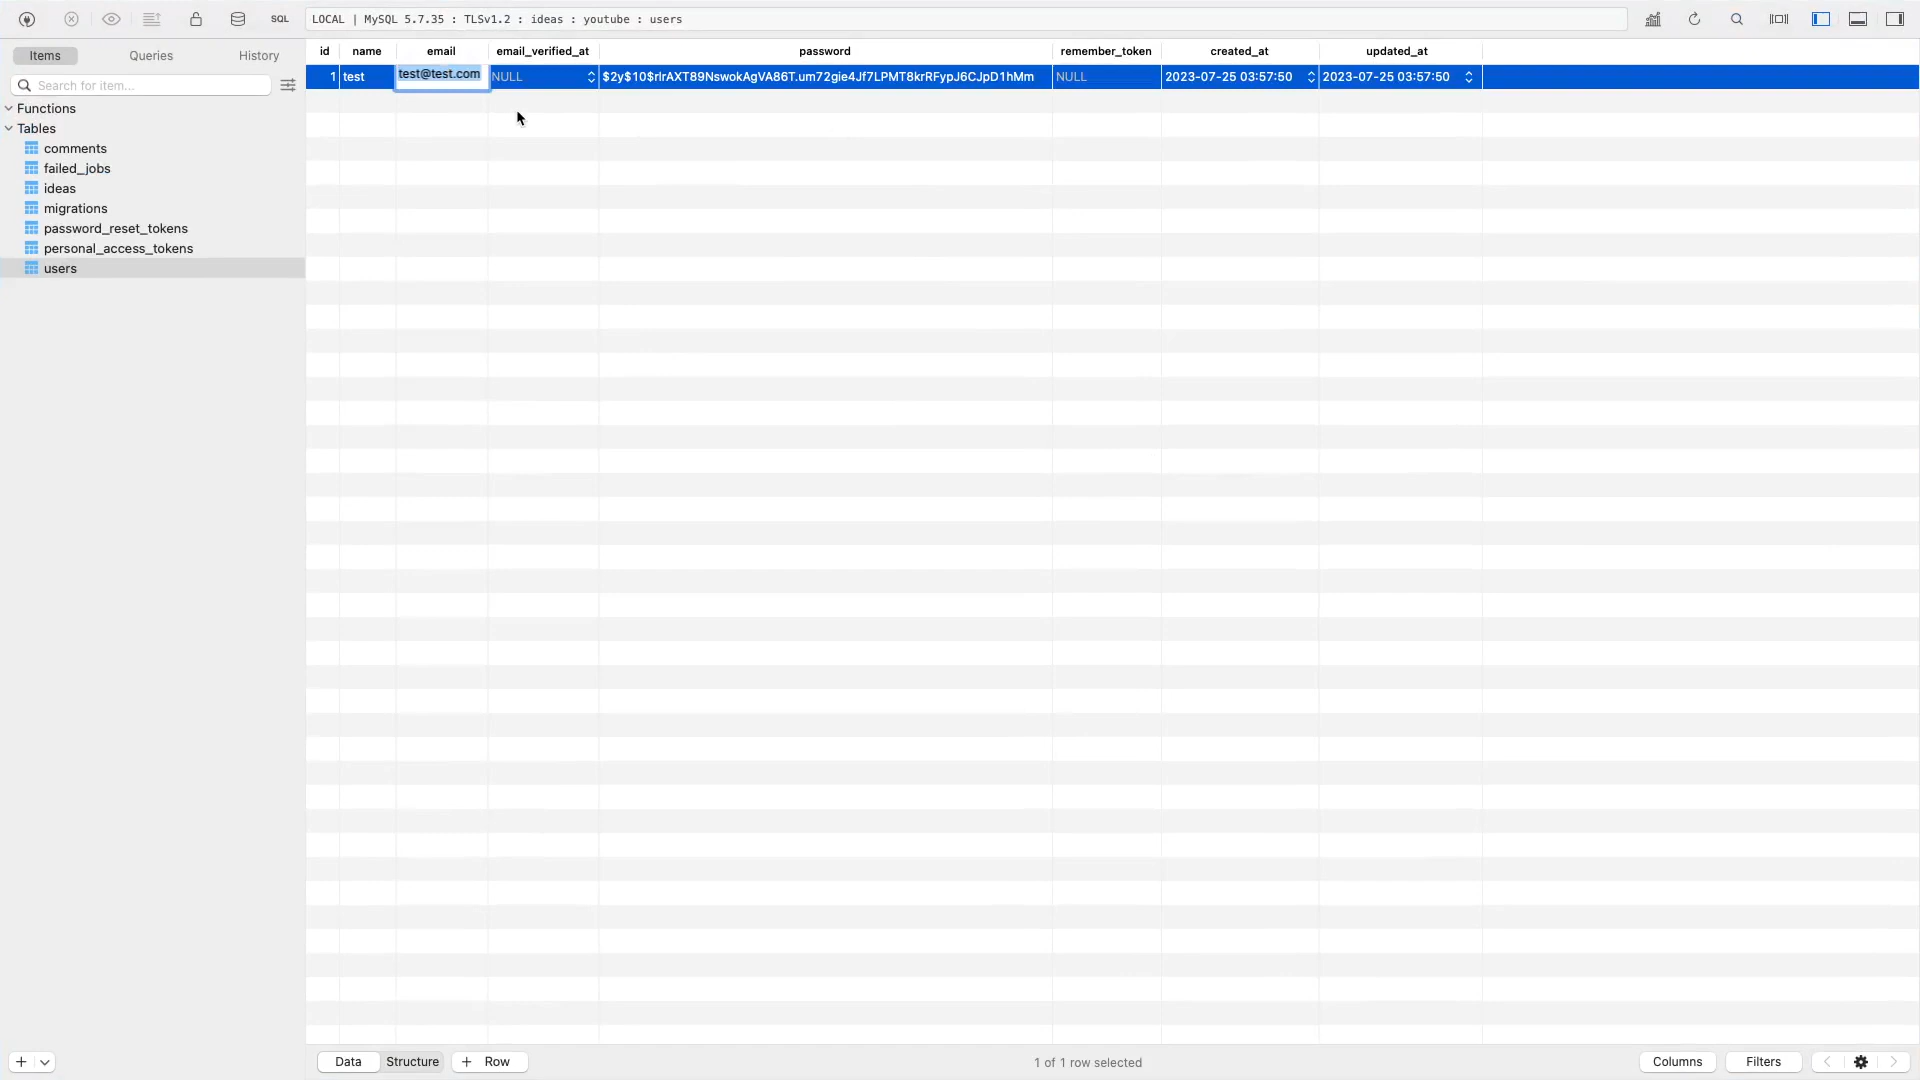 SQL LOCAL | MySQL 5.7.35 : TLSv1.2 : ideas : youtube : users
Items Queries History
Search for item...
Functions
Tables
comments
failed_jobs
ideas
migrations
password_reset_tokens
personal_access_tokens
users
id name email email_verified_at password remember_token created_at updated_at
1 test test@test.com NULL $2y$10$rlrAXT89NswokAgVA86T.um72gie4Jf7LPMT8krRFypJ6CJpD1hMm NULL 2023-07-25 03:57:50 2023-07-25 03:57:50
Data Structure + Row 1 of 1 row selected Columns Filters